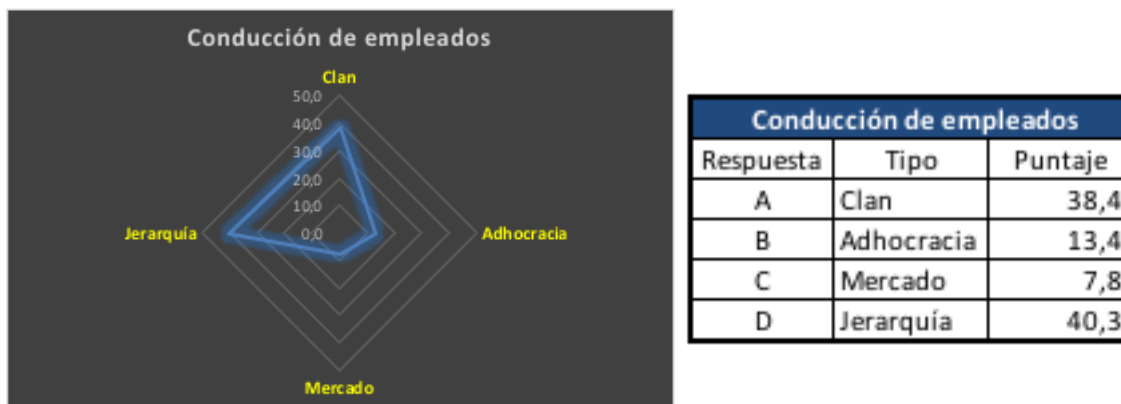 Conducción de empleados
Clan
50,0
40,0
30,0
20,0
10,0
0,0
Jerarquía
Adhocracia
Mercado
Conducción de empleados
Respuesta Tipo Puntaje
A Clan 38,4
B Adhocracia 13,4
C Mercado 7,8
D Jerarquía 40,3